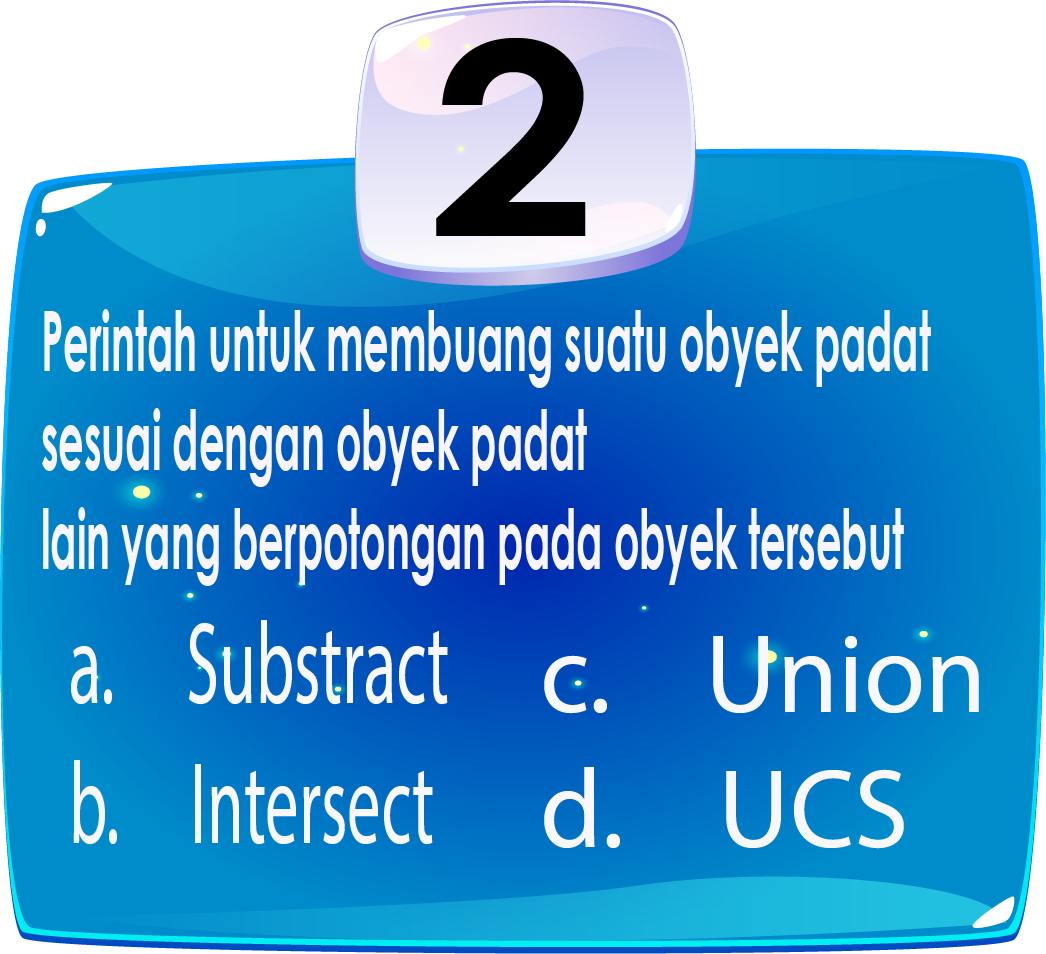 2
Perintah untuk membuang suatu obyek padat
sesuai dengan obyek padat
lain yang berpotongan pada obyek tersebut
a. Substract c. Union
b. Intersect d. UCS